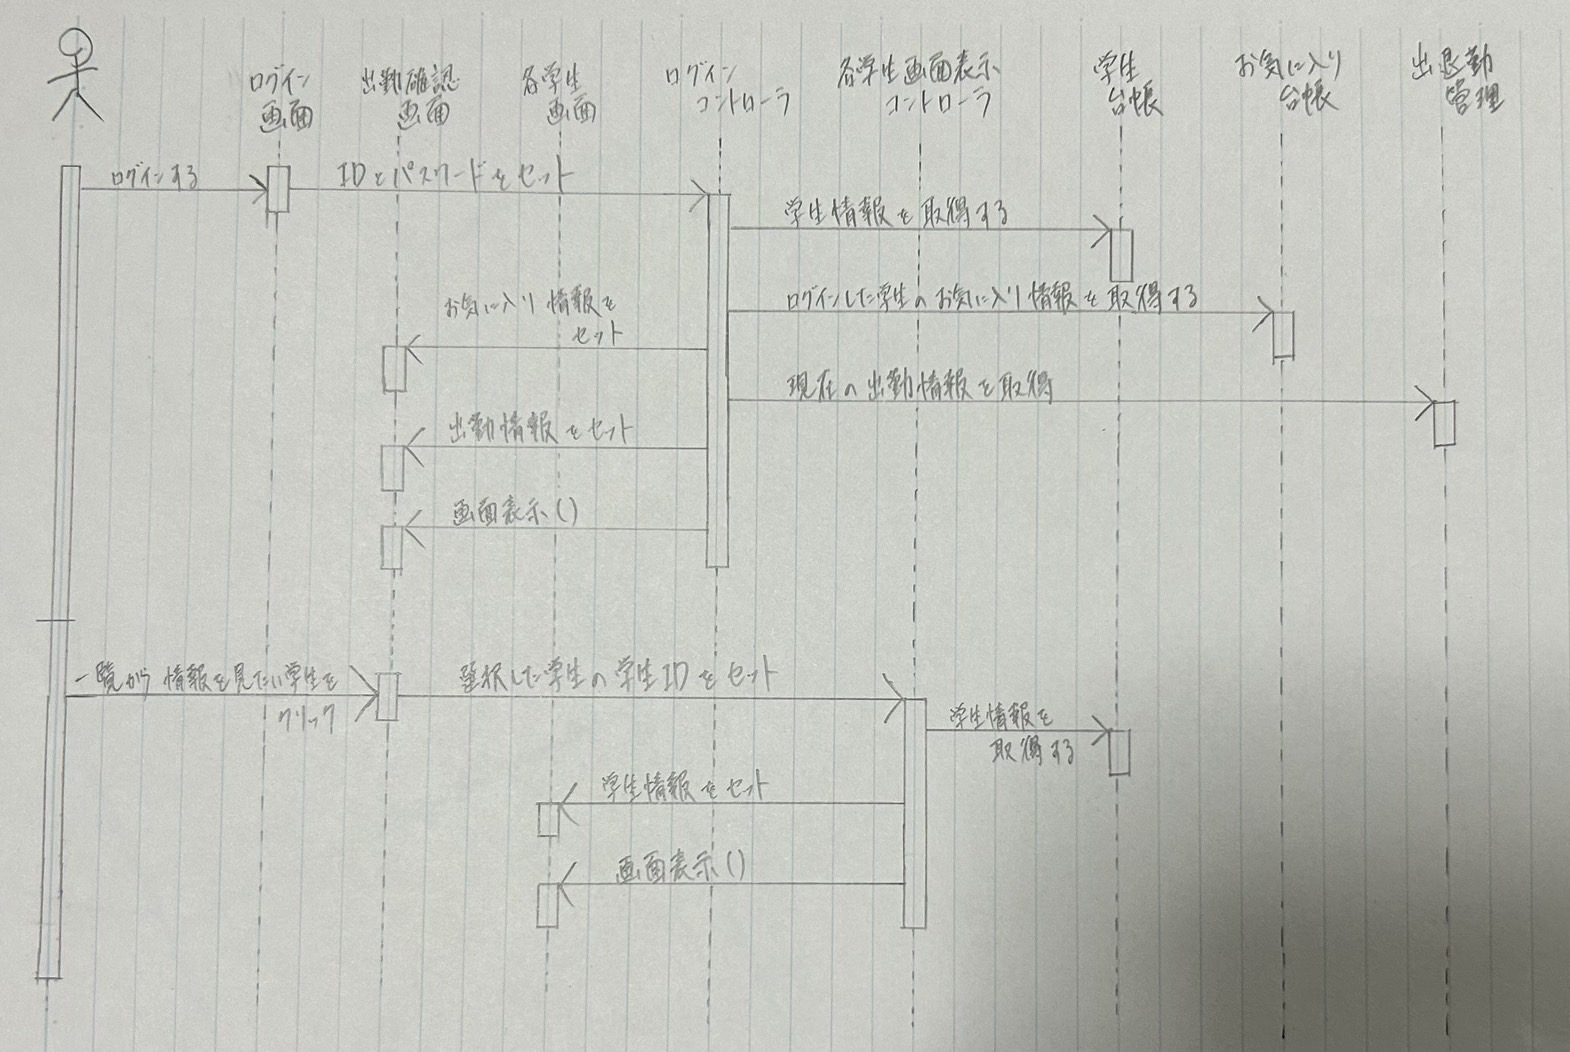 ログイン
画面
出勤確認
画面
各学生
画面
ログイン
コントローラ
各学生画面表示
コントローラ
学生
台帳
お気に入り
台帳
出退勤
管理
ログインする
IDとパスワードをセット
学生情報を取得する
ログインした学生のお気に入り情報を取得する
お気に入り情報を
セット
現在の出勤情報を取得
出勤情報をセット
画面表示()
一覧から情報を見たい学生を
クリック
選択した学生の学生IDをセット
学生情報を
取得する
学生情報をセット
画面表示()